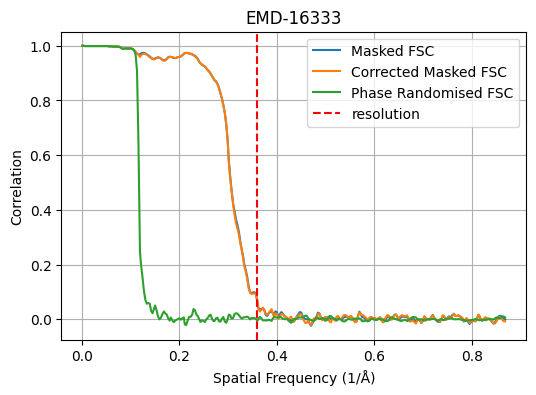 EMD-16333
Masked FSC
Corrected Masked FSC
Phase Randomised FSC
resolution
Correlation
1.0
0.8
0.6
0.4
0.2
0.0
0.0 0.2 0.4 0.6 0.8
Spatial Frequency (1/Å)